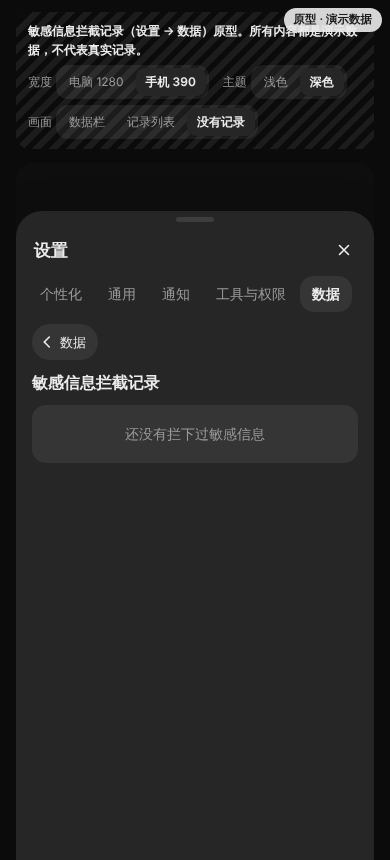 原型 · 演示数据
敏感信息拦截记录（设置 → 数据）原型。所有内容都是演示数
据，不代表真实记录。
宽度 电脑 1280 手机 390 主题 浅色 深色
画面 数据栏 记录列表 没有记录
设置
个性化 通用 通知 工具与权限 数据
数据
敏感信息拦截记录
还没有拦下过敏感信息